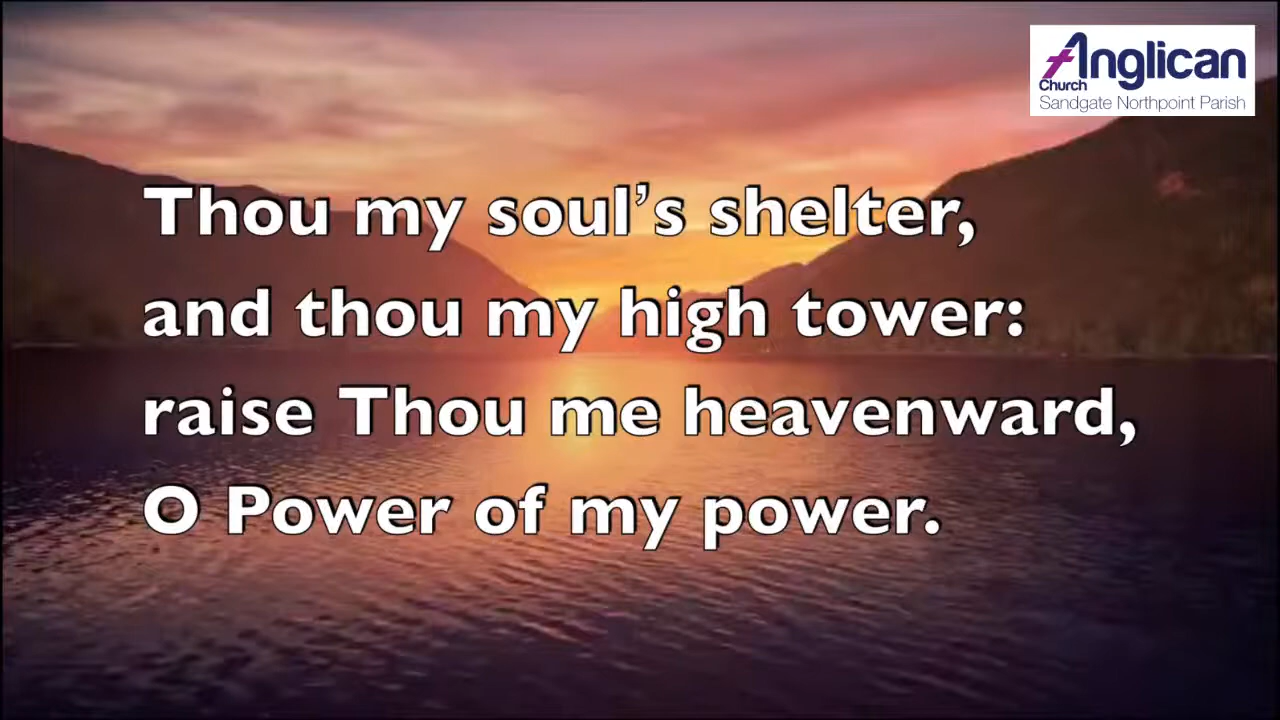 Anglican
Church
Sandgate Northpoint Parish
Thou my soul’s shelter,
and thou my high tower:
raise Thou me heavenward,
O Power of my power.